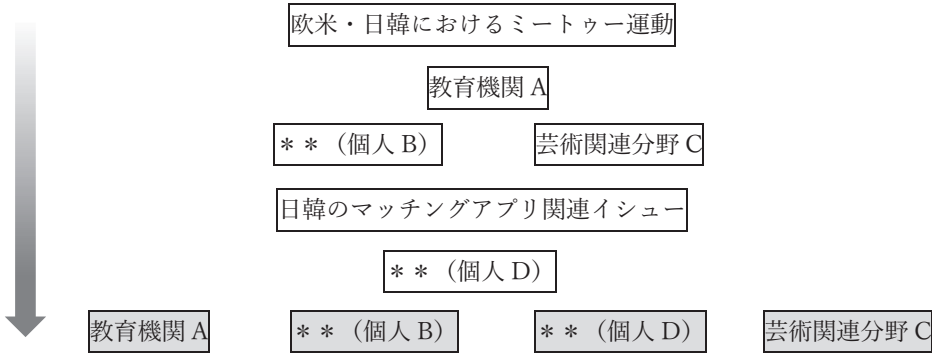 欧米・日韓におけるミートゥー運動
教育機関 A
＊＊（個人 B） 芸術関連分野 C
日韓のマッチングアプリ関連イシュー
＊＊（個人 D）
教育機関 A ＊＊（個人 B） ＊＊（個人 D） 芸術関連分野 C